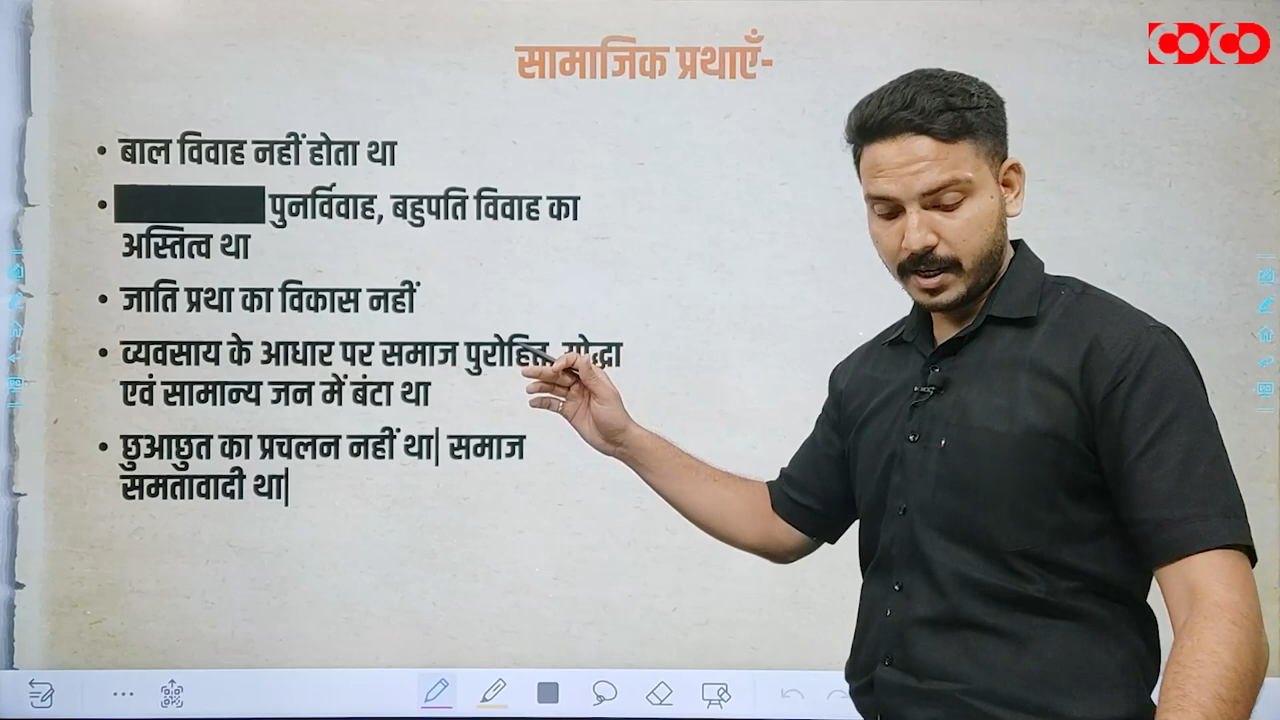 सामाजिक प्रथाएँ-
• बाल विवाह नहीं होता था
• पुनर्विवाह, बहुपति विवाह का
अस्तित्व था
• जाति प्रथा का विकास नहीं
• व्यवसाय के आधार पर समाज पुरोहित, योद्धा
एवं सामान्य जन में बंटा था
• छुआछुत का प्रचलन नहीं था| समाज
समतावादी था|